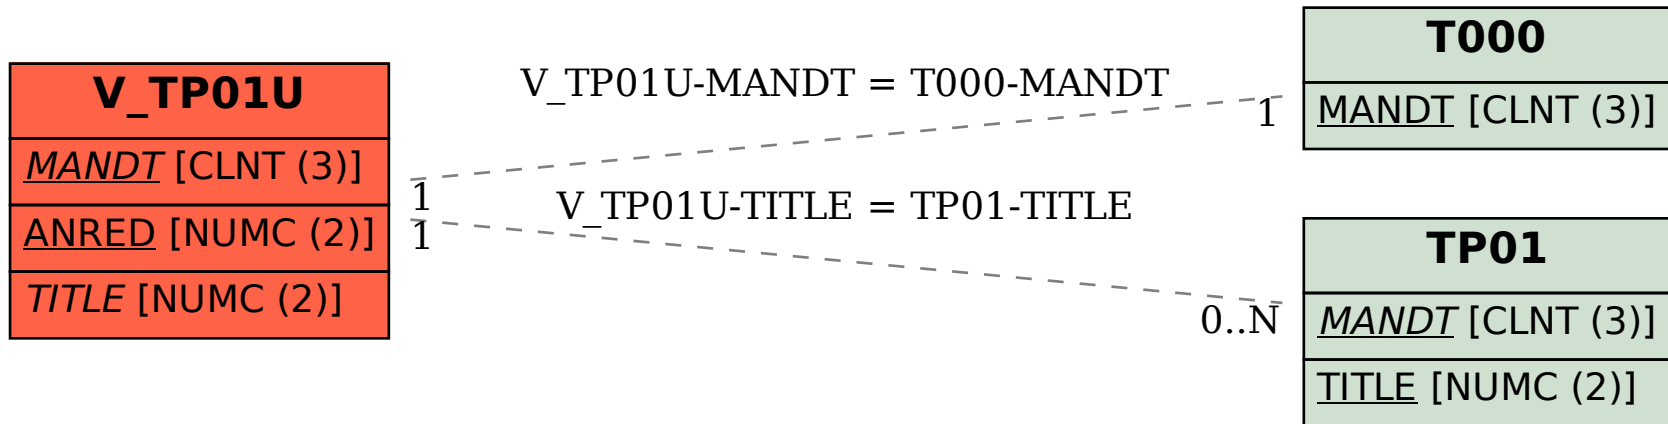 V_TP01U
MANDT [CLNT (3)]
ANRED [NUMC (2)]
TITLE [NUMC (2)]
V_TP01U-MANDT = T000-MANDT
1
1
V_TP01U-TITLE = TP01-TITLE
1
0..N
T000
MANDT [CLNT (3)]
TP01
MANDT [CLNT (3)]
TITLE [NUMC (2)]